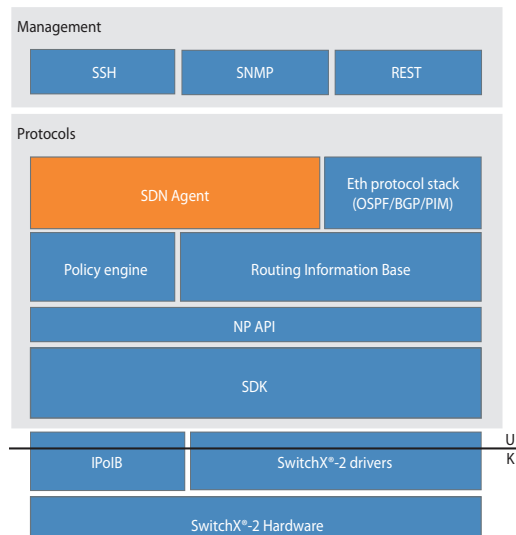 Management
SSH
SNMP
REST
Protocols
SDN Agent
Eth protocol stack
(OSPF/BGP/PIM)
Policy engine
Routing Information Base
NP API
SDK
U
K
IPoIB
SwitchX®-2 drivers
SwitchX®-2 Hardware